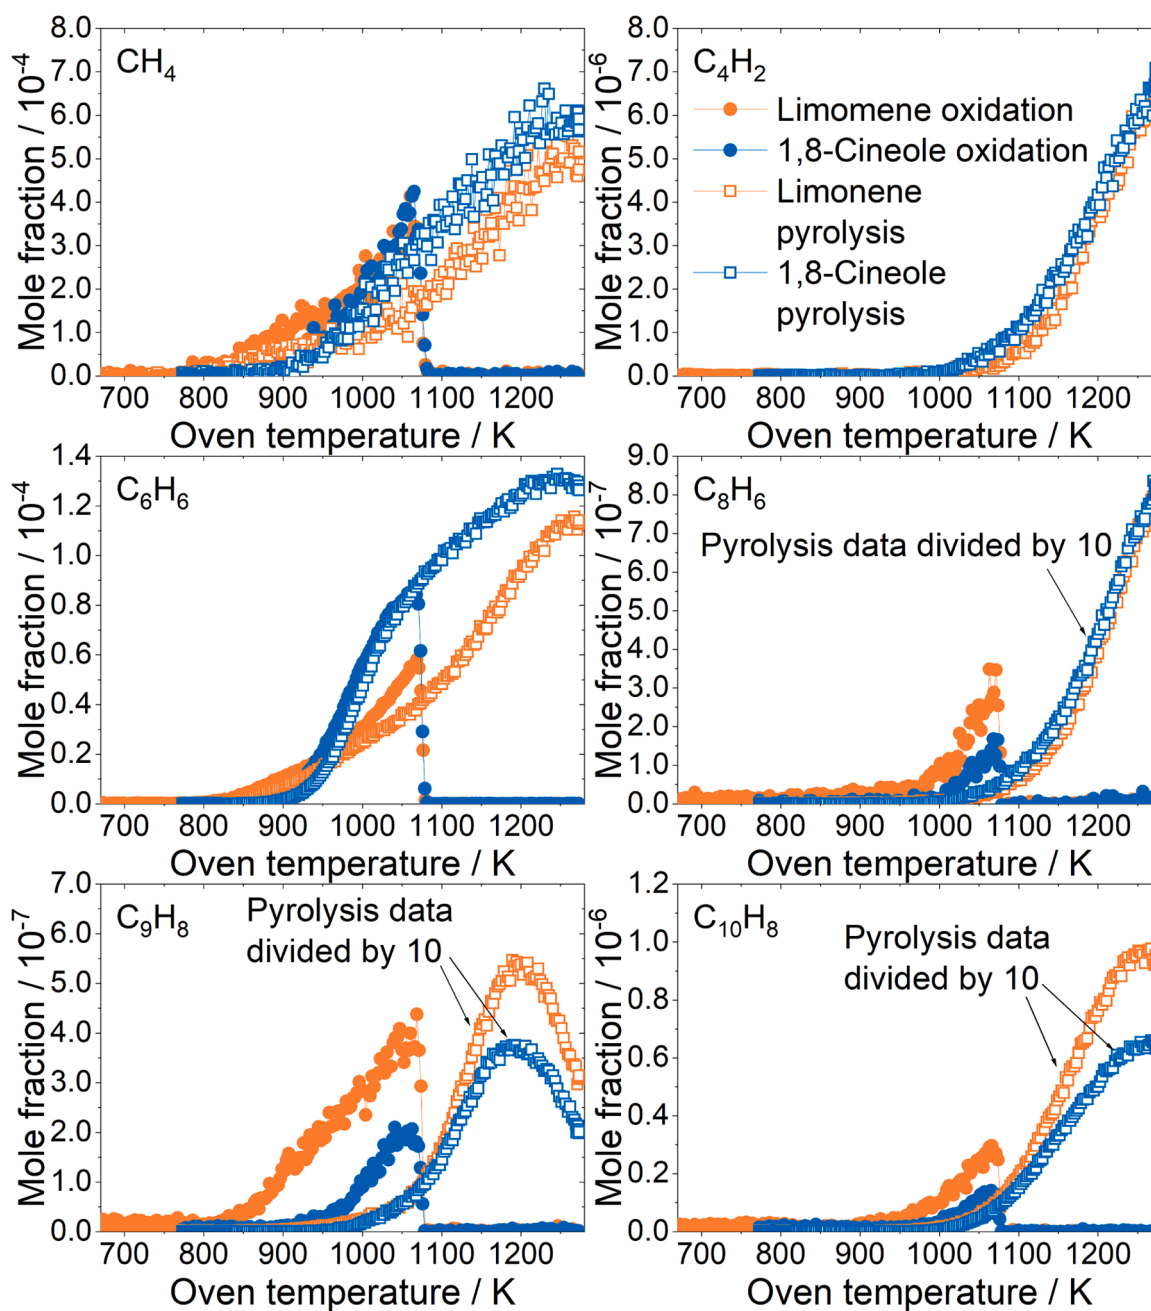 8.0
7.0
6.0
5.0
4.0
3.0
2.0
1.0
0.0
Mole fraction / 10⁻⁴
CH₄
700 800 900 1000 1100 1200
Oven temperature / K
8.0
7.0
6.0
5.0
4.0
3.0
2.0
1.0
0.0
Mole fraction / 10⁻⁶
C₄H₂
Limomene oxidation
1,8-Cineole oxidation
Limonene
pyrolysis
1,8-Cineole
pyrolysis
700 800 900 1000 1100 1200
Oven temperature / K
1.4
1.2
1.0
0.8
0.6
0.4
0.2
0.0
Mole fraction / 10⁻⁴
C₆H₆
700 800 900 1000 1100 1200
Oven temperature / K
9.0
8.0
7.0
6.0
5.0
4.0
3.0
2.0
1.0
0.0
Mole fraction / 10⁻⁷
C₈H₆
Pyrolysis data divided by 10
700 800 900 1000 1100 1200
Oven temperature / K
7.0
6.0
5.0
4.0
3.0
2.0
1.0
0.0
Mole fraction / 10⁻⁷
C₉H₈
Pyrolysis data
divided by 10
700 800 900 1000 1100 1200
Oven temperature / K
1.2
1.0
0.8
0.6
0.4
0.2
0.0
Mole fraction / 10⁻⁶
C₁₀H₈
Pyrolysis data
divided by 10
700 800 900 1000 1100 1200
Oven temperature / K